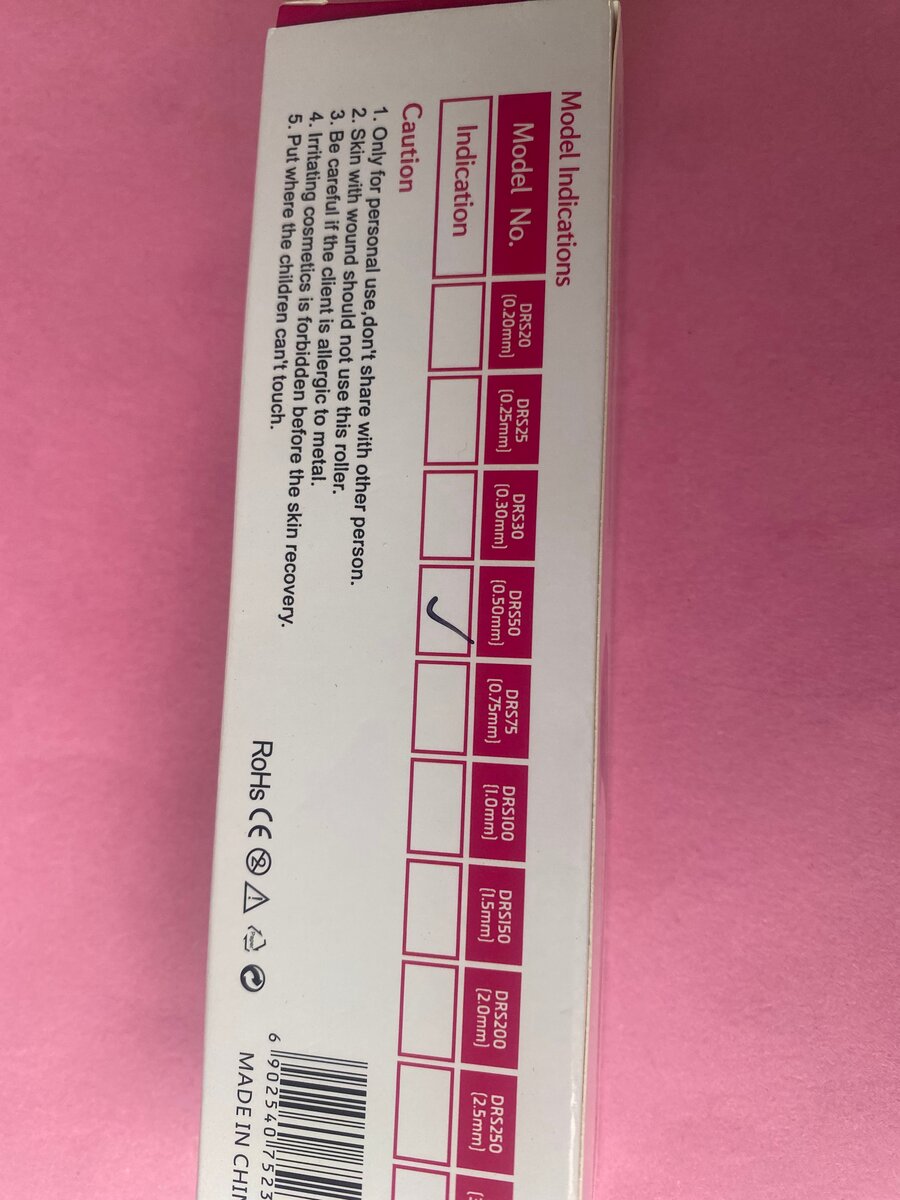 Model Indications
Model No. DRS20 (0.20mm) DRS25 (0.25mm) DRS30 (0.30mm) DRS50 (0.50mm) DRS75 (0.75mm) DRS100 (1.0mm) DRS150 (1.5mm) DRS200 (2.0mm) DRS250 (2.5mm)
Indication ✓
Caution
1. Only for personal use,don't share with other person.
2. Skin with wound should not use this roller.
3. Be careful if the client is allergic to metal.
4. Irritating cosmetics is forbidden before the skin recovery.
5. Put where the children can't touch.
RoHs CE
6 902540 7523
MADE IN CHI